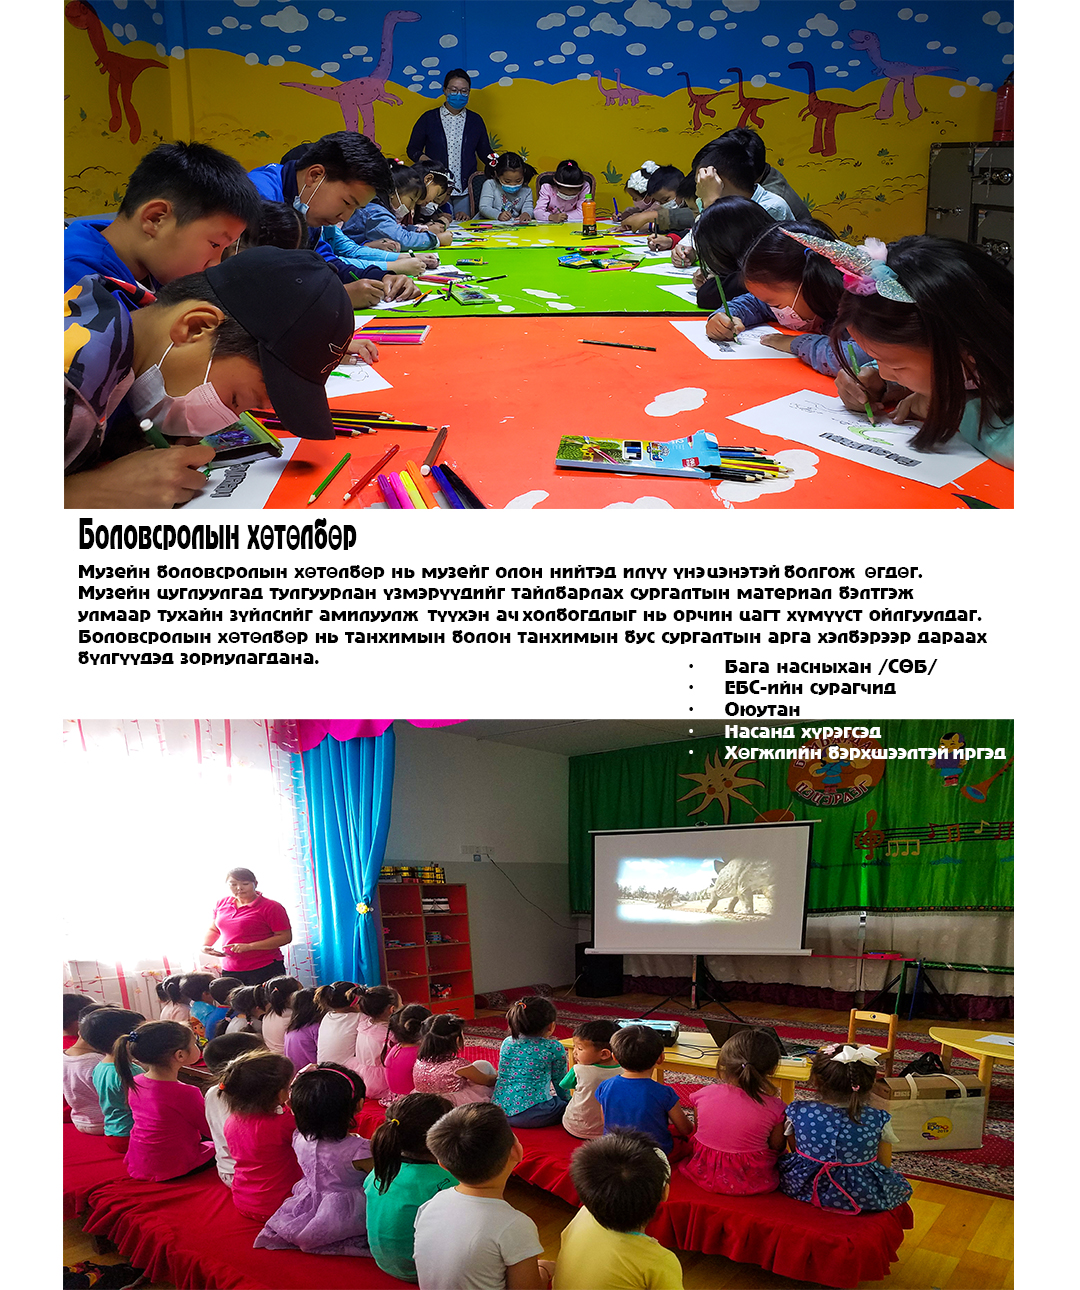 Боловсролын хөтөлбөр
Музейн боловсролын хөтөлбөр нь музейг олон нийтэд илүү үнэ цэнэтэй болгож өгдөг.
Музейн цуглуулгад тулгуурлан үзмэрүүдийг тайлбарлах сургалтын материал бэлтгэж
улмаар тухайн зүйлсийг амилуулж түүхэн ач холбогдлыг нь орчин цагт хүмүүст ойлгуулдаг.
Боловсролын хөтөлбөр нь танхимын болон танхимын бус сургалтын арга хэлбэрээр дараах
бүлгүүдэд зориулагдана.
• Бага насныхан /СӨБ/
• ЕБС-ийн сурагчид
• Оюутан
• Насанд хүрэгсэд
• Хөгжлийн бэрхшээлтэй иргэд